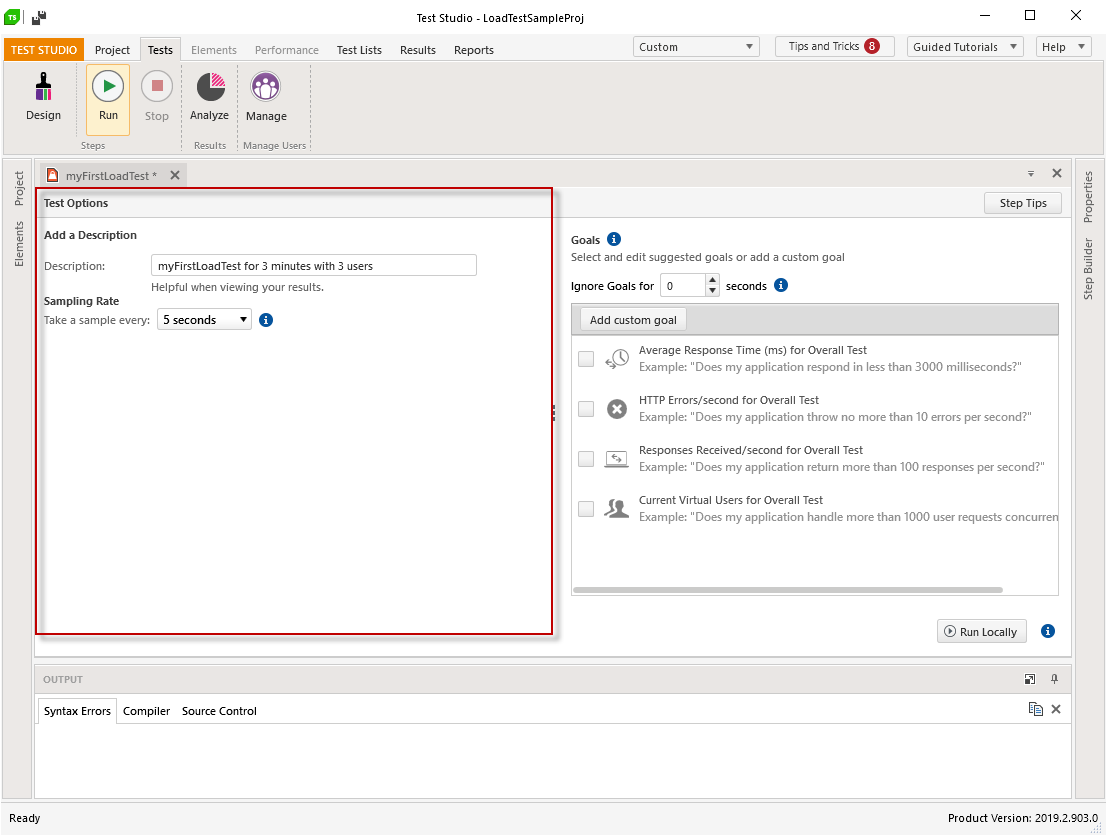 TS
Test Studio - LoadTestSampleProj
TEST STUDIO Project Tests Elements Performance Test Lists Results Reports Custom Tips and Tricks 8 Guided Tutorials Help
Design Run Stop Analyze Manage
Steps Results Manage Users
Project
Elements
myFirstLoadTest *
Test Options
Step Tips
Add a Description
Description: myFirstLoadTest for 3 minutes with 3 users
Helpful when viewing your results.
Sampling Rate
Take a sample every: 5 seconds
Goals
Select and edit suggested goals or add a custom goal
Ignore Goals for 0 seconds
Add custom goal
Average Response Time (ms) for Overall Test
Example: "Does my application respond in less than 3000 milliseconds?"
HTTP Errors/second for Overall Test
Example: "Does my application throw no more than 10 errors per second?"
Responses Received/second for Overall Test
Example: "Does my application return more than 100 responses per second?"
Current Virtual Users for Overall Test
Example: "Does my application handle more than 1000 user requests concurren
Run Locally
Properties
Step Builder
OUTPUT
Syntax Errors Compiler Source Control
Ready
Product Version: 2019.2.903.0